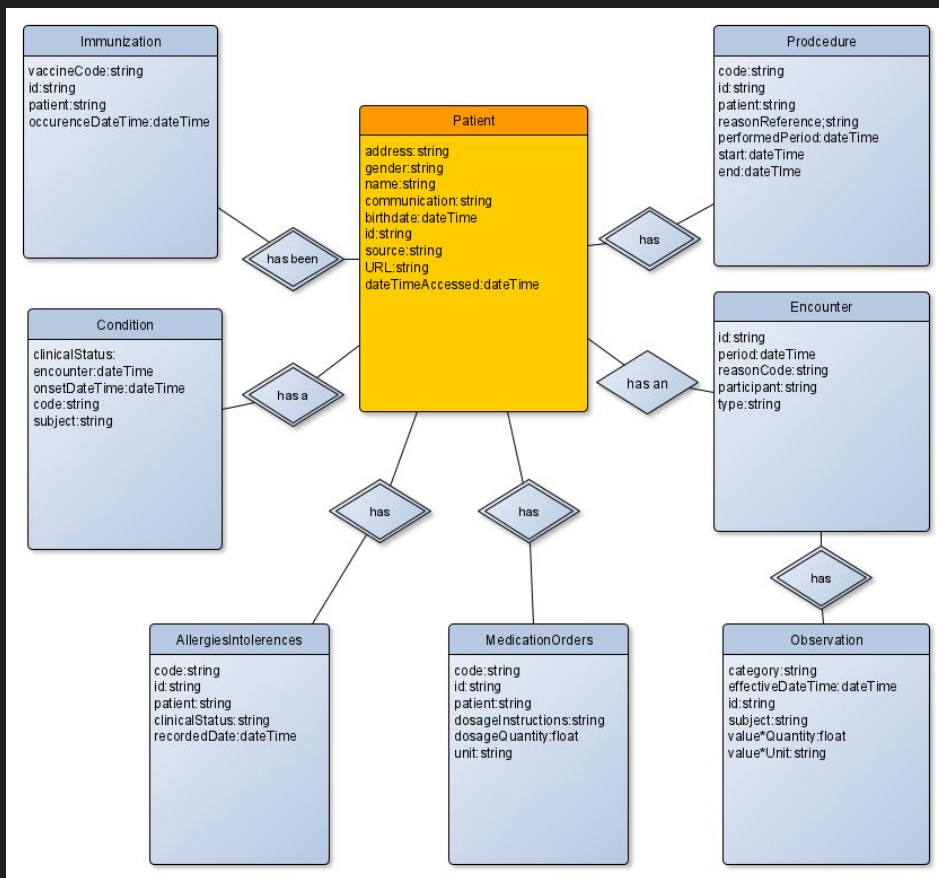 Immunization
vaccineCode:string
id:string
patient:string
occurenceDateTime:dateTime
has been
Patient
address:string
gender:string
name:string
communication:string
birthdate:dateTime
id:string
source:string
URL:string
dateTimeAccessed:dateTime
Prodcedure
code:string
id:string
patient:string
reasonReference;string
performedPeriod:dateTime
start:dateTime
end:dateTIme
has
Condition
clinicalStatus:
encounter:dateTime
onsetDateTime:dateTime
code:string
subject:string
has a
Encounter
id:string
period:dateTime
reasonCode:string
participant:string
type:string
has an
has
has
has
AllergiesIntolerences
code:string
id:string
patient:string
clinicalStatus:string
recordedDate:dateTime
MedicationOrders
code:string
id:string
patient:string
dosageInstructions:string
dosageQuantity:float
unit:string
Observation
category:string
effectiveDateTime:dateTime
id:string
subject:string
value*Quantity:float
value*Unit:string